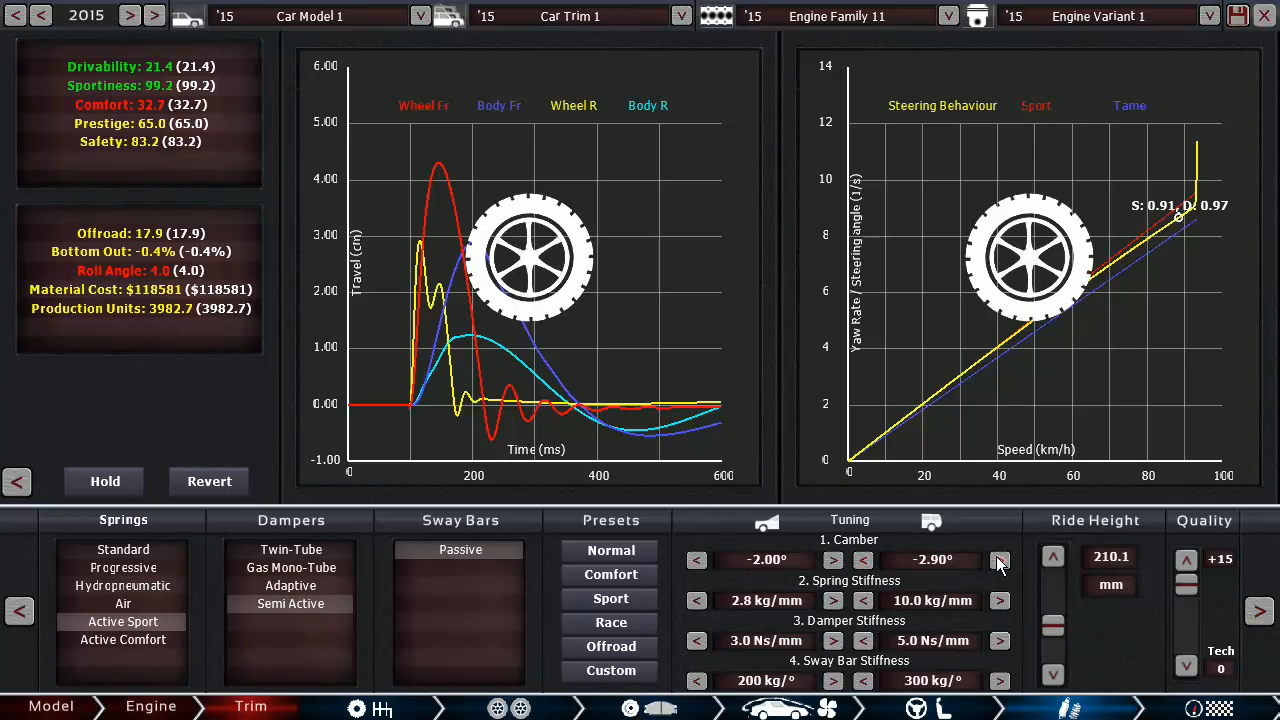 < < 2015 > > '15 Car Model 1 v '15 Car Trim 1 v '15 Engine Family 11 v '15 Engine Variant 1 v
Drivability: 21.4 (21.4)
Sportiness: 99.2 (99.2)
Comfort: 32.7 (32.7)
Prestige: 65.0 (65.0)
Safety: 83.2 (83.2)
Offroad: 17.9 (17.9)
Bottom Out: -0.4% (-0.4%)
Roll Angle: 4.0 (4.0)
Material Cost: $118581 ($118581)
Production Units: 3982.7 (3982.7)
< Hold Revert
6.00
Wheel Fr Body Fr Wheel R Body R
5.00
4.00
3.00
Travel (cm)
2.00
1.00
0.00
Time (ms)
-1.00
0 200 400 600
14
Steering Behaviour Sport Tame
12
10
S: 0.91, D: 0.97
8
Yaw Rate / Steering angle (1/s)
6
4
2
Speed (km/h)
0
0 20 40 60 80 100
Springs
Standard
Progressive
Hydropneumatic
Air
Active Sport
Active Comfort
Dampers
Twin-Tube
Gas Mono-Tube
Adaptive
Semi Active
Sway Bars
Passive
Presets
Normal
Comfort
Sport
Race
Offroad
Custom
Tuning
1. Camber
< -2.00° > < -2.90° >
2. Spring Stiffness
< 2.8 kg/mm > < 10.0 kg/mm >
3. Damper Stiffness
< 3.0 Ns/mm > < 5.0 Ns/mm >
4. Sway Bar Stiffness
< 200 kg/° > < 300 kg/° >
Ride Height
210.1
mm
Quality
+15
Tech
0
Model Engine Trim